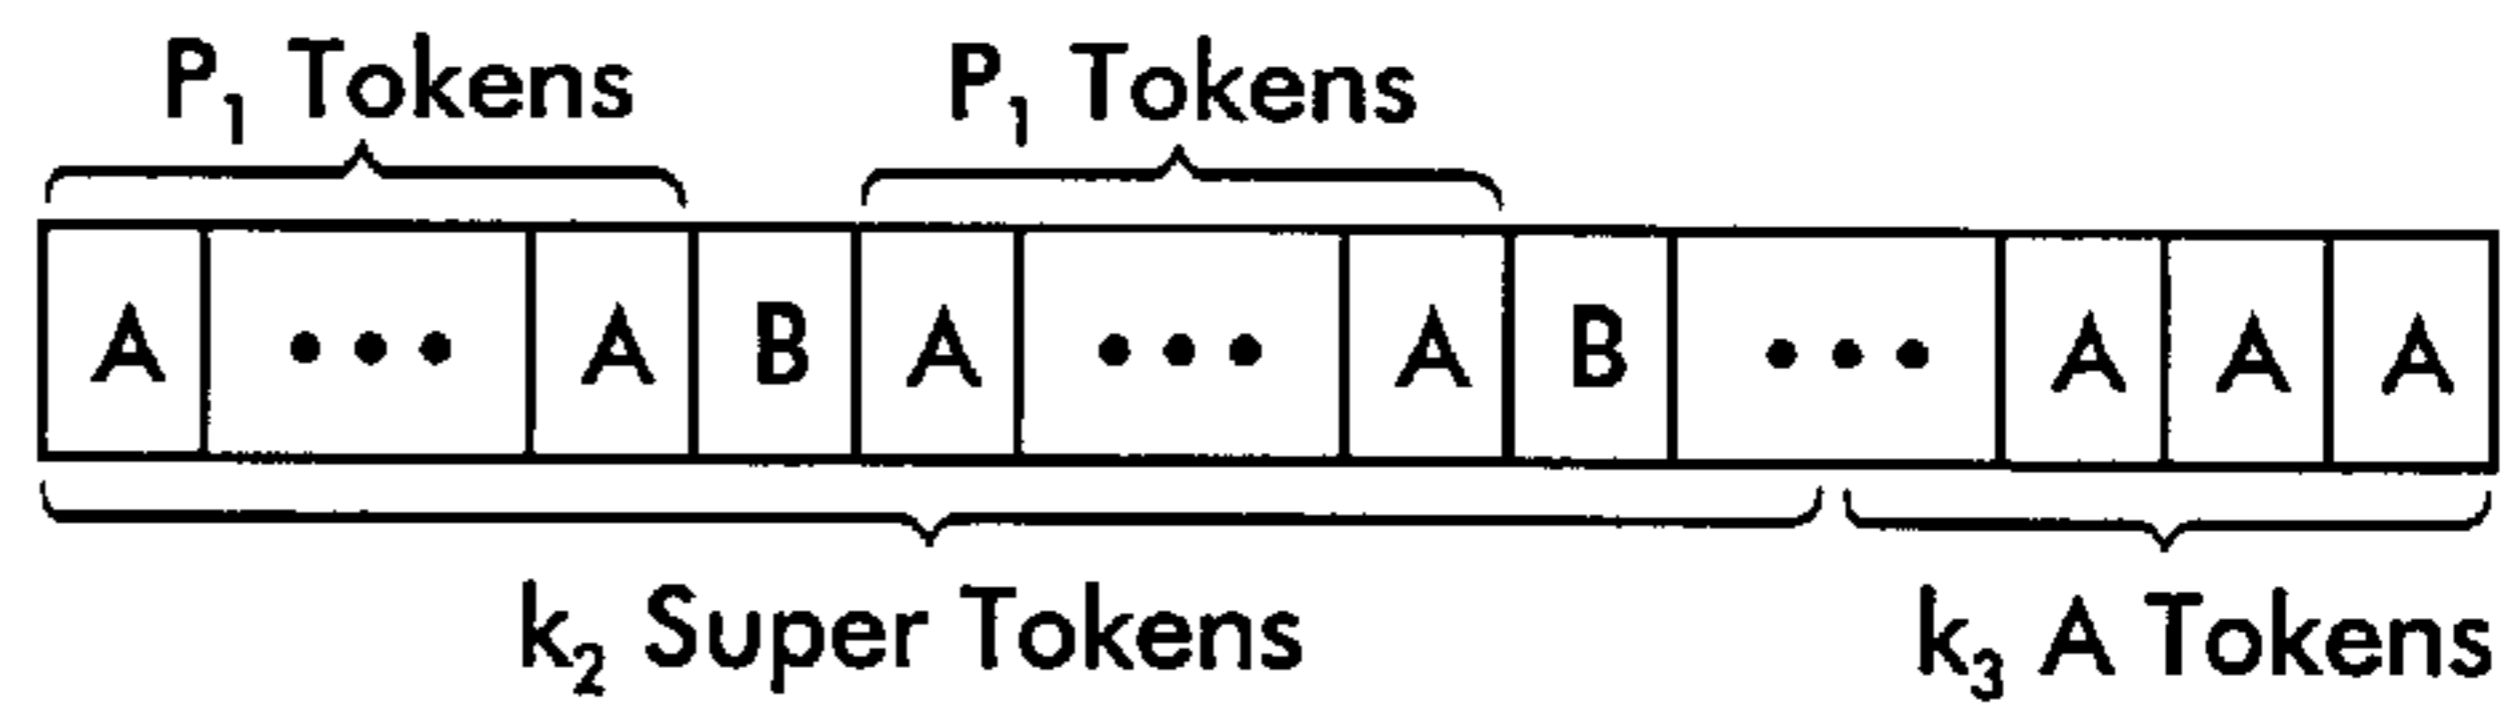 P₁ Tokens P₁ Tokens
A ••• A B A ••• A B ••• A A A
k₂ Super Tokens k₃ A Tokens